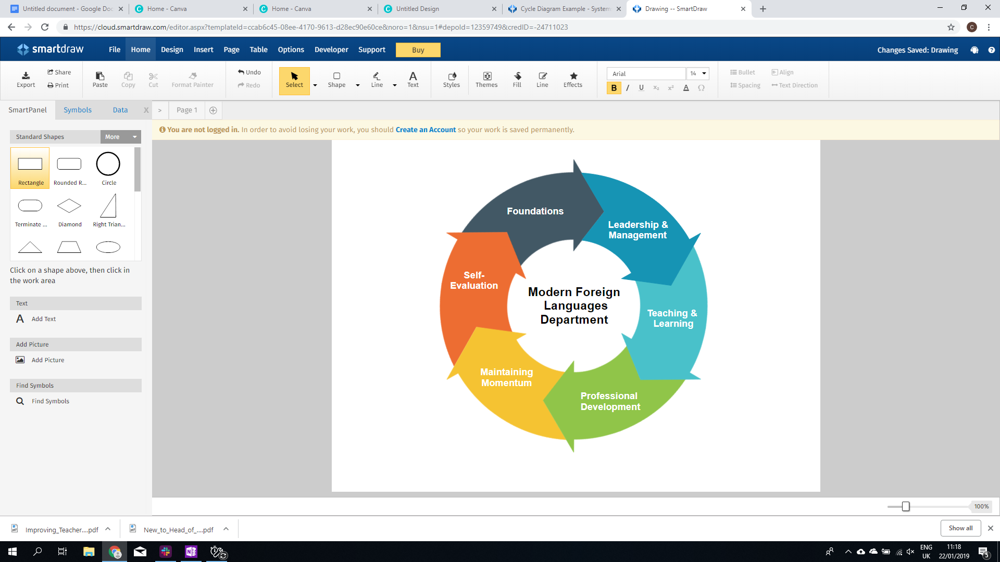 Untitled document - Google Doc
Home - Canva
Home - Canva
Untitled Design
Cycle Diagram Example - System
Drawing -- SmartDraw
https://cloud.smartdraw.com/editor.aspx?templateId=ccab6c45-08ee-4170-9613-d28ec90e60ce&noro=1&nsu=1#depoId=12359749&credID=-24711023
C
smartdraw
File Home Design Insert Page Table Options Developer Support Buy
Changes Saved: Drawing
Export
Share
Print
Paste
Copy
Cut
Format Painter
Undo
Redo
Select
Shape
Line
Text
Styles
Themes
Fill
Line
Effects
Arial 14
B I U x₂ x² A Ω
Bullet Align
Spacing Text Direction
SmartPanel Symbols Data X > Page 1
You are not logged in. In order to avoid losing your work, you should Create an Account so your work is saved permanently.
Standard Shapes More
Rectangle Rounded R... Circle
Terminate ... Diamond Right Trian...
Click on a shape above, then click in
the work area
Text
A Add Text
Add Picture
Add Picture
Find Symbols
Find Symbols
Foundations
Leadership &
Management
Self-
Evaluation
Modern Foreign
Languages
Department
Teaching &
Learning
Maintaining
Momentum
Professional
Development
100%
Improving_Teacher....pdf
New_to_Head_of_....pdf
Show all
ENG
UK
11:18
22/01/2019
5